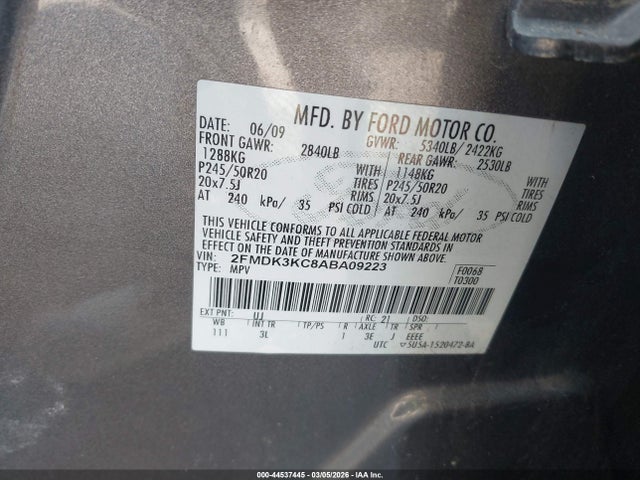 MFD. BY FORD MOTOR CO.
06/09 GVWR: 5340LB/2422KG
FRONT GAWR: 2840LB REAR GAWR: 2530LB
1288KG WITH 1148KG WITH
P245/50R20 TIRES P245/50R20 TIRES
20x7.5J RIMS 20x7.5J RIMS
AT 240 kPa/ 35 PSI COLD AT 240 kPa/ 35 PSI COLD
THIS VEHICLE CONFORMS TO ALL APPLICABLE FEDERAL MOTOR
VEHICLE SAFETY AND THEFT PREVENTION STANDARDS IN
EFFECT ON THE DATE OF MANUFACTURE SHOWN ABOVE.
VIN: 2FMDK3KC8ABA09223 F0068
TYPE: MPV T0300
EXT PNT: UJ RC: 21 DSO:
WB INT TR TP/PS R AXLE TR SPR
111 3L 1 3E J EEEE
UTC ▽5U5A-1520472-BA
000-44537445 - 03/05/2026 - IAA Inc.